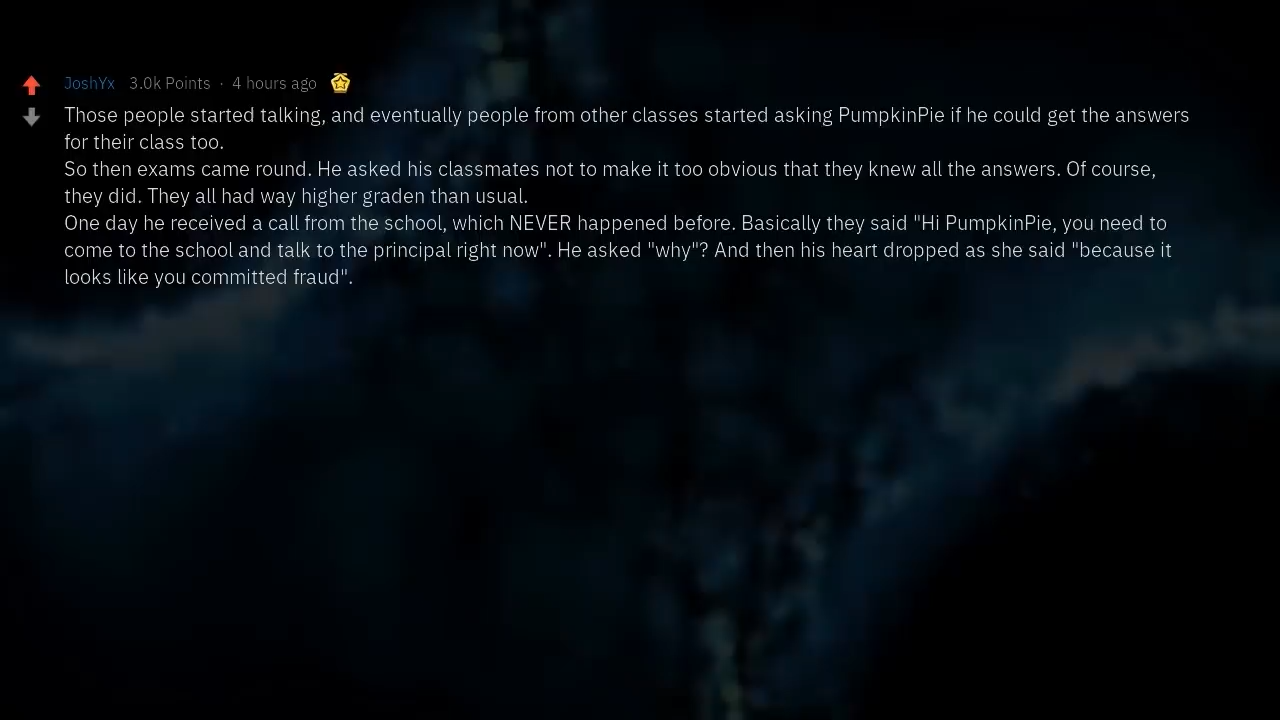 JoshYx 3.0k Points · 4 hours ago
Those people started talking, and eventually people from other classes started asking PumpkinPie if he could get the answers
for their class too.
So then exams came round. He asked his classmates not to make it too obvious that they knew all the answers. Of course,
they did. They all had way higher graden than usual.
One day he received a call from the school, which NEVER happened before. Basically they said "Hi PumpkinPie, you need to
come to the school and talk to the principal right now". He asked "why"? And then his heart dropped as she said "because it
looks like you committed fraud".